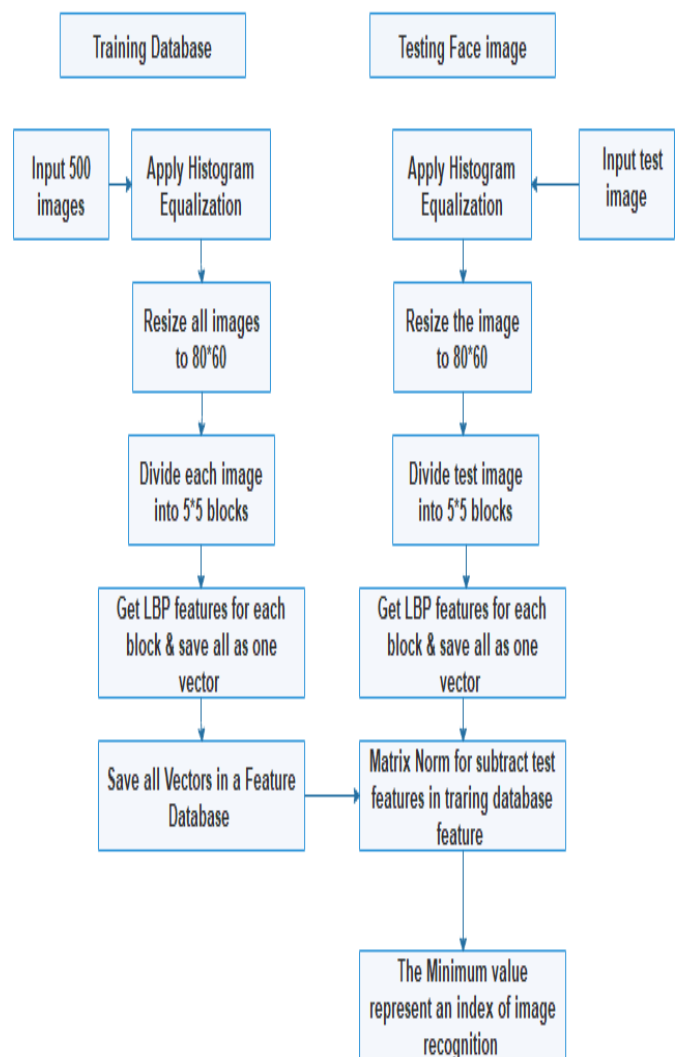 Training Database
Testing Face image
Input 500
images
Apply Histogram
Equalization
Apply Histogram
Equalization
Input test
image
Resize all images
to 80*60
Resize the image
to 80*60
Divide each image
into 5*5 blocks
Divide test image
into 5*5 blocks
Get LBP features for each
block & save all as one
vector
Get LBP features for each
block & save all as one
vector
Save all Vectors in a Feature
Database
Matrix Norm for subtract test
features in traring database
feature
The Minimum value
represent an index of image
recognition